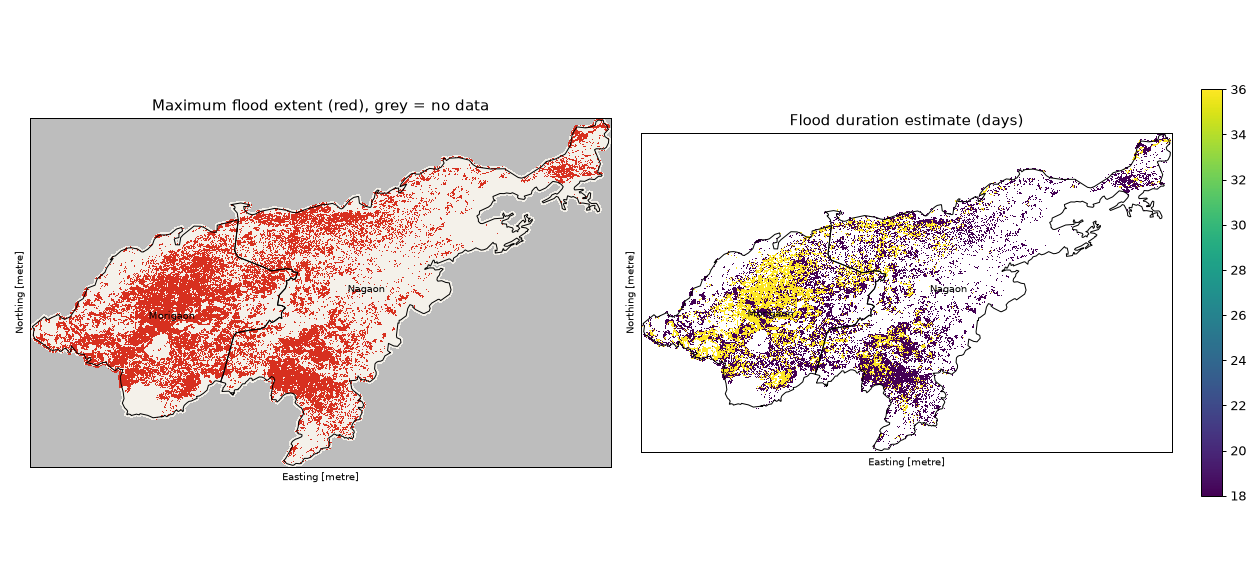 Maximum flood extent (red), grey = no data
Northing [metre]
Morigaon
Nagaon
Easting [metre]
Flood duration estimate (days)
Northing [metre]
Nagaon
Easting [metre]
36
34
32
30
28
26
24
22
20
18